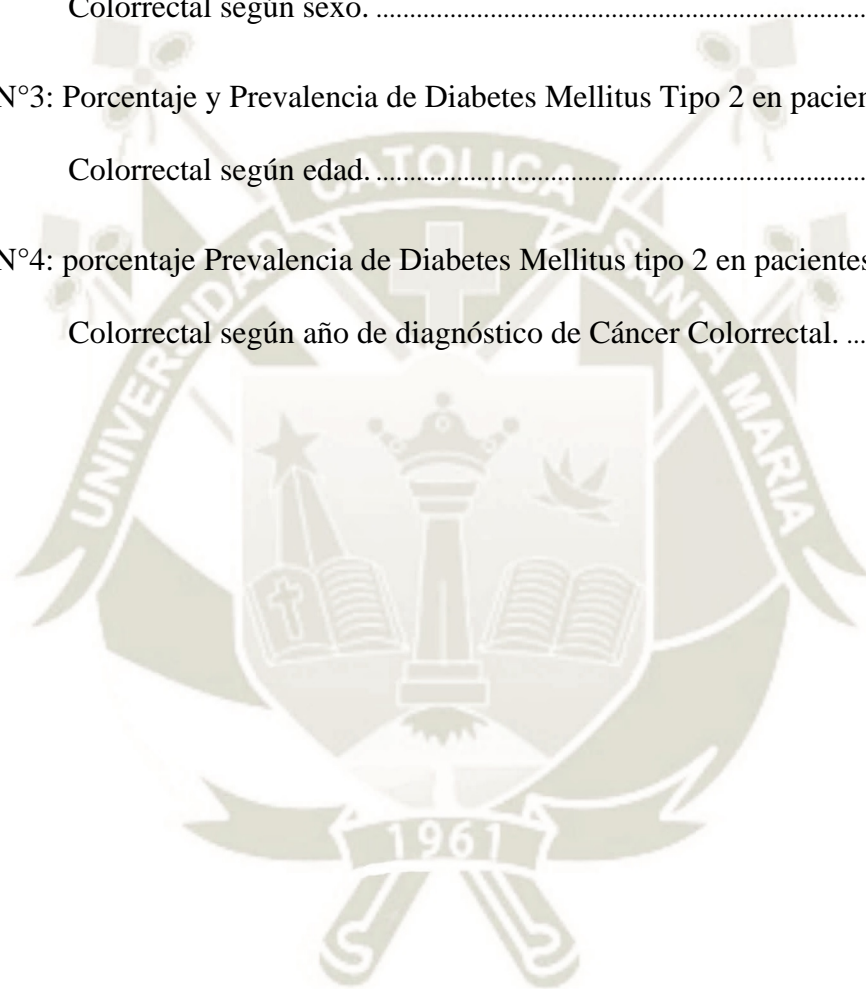 Colorrectal según sexo. ........................................................................
N°3: Porcentaje y Prevalencia de Diabetes Mellitus Tipo 2 en
Colorrectal según edad. ........................................................................
N°4: porcentaje Prevalencia de Diabetes Mellitus tipo 2 en pacientes
Colorrectal según año de diagnóstico de Cáncer Colorrectal. ...
UNIVERSIDAD CATOLICA SANTA MARIA
1961